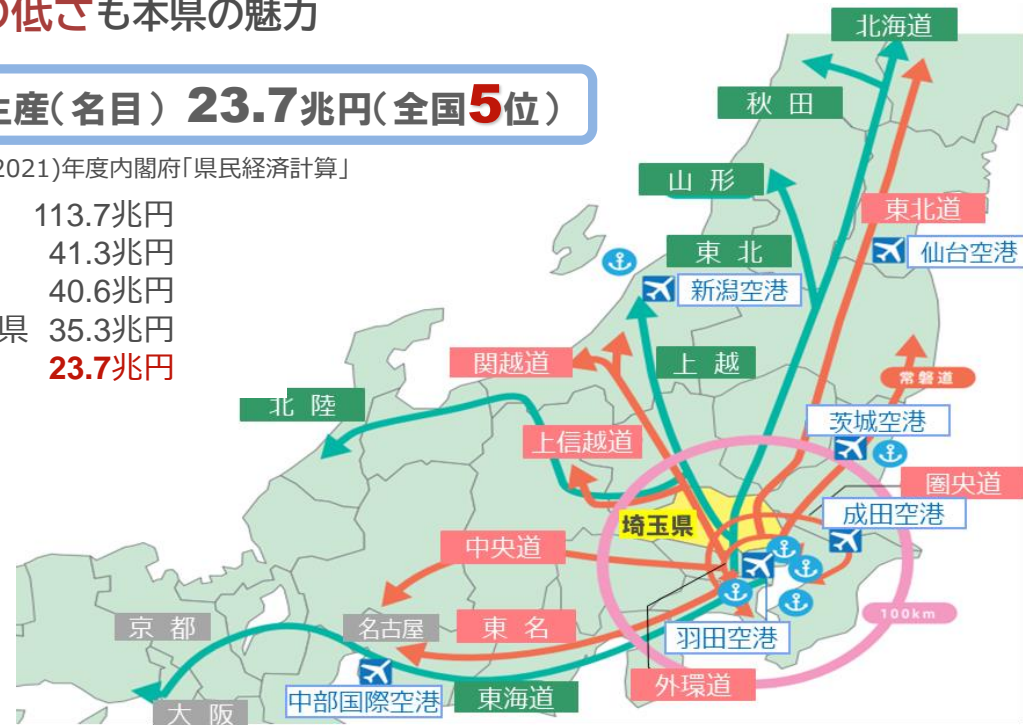 の低さも本県の魅力
生産(名目) 23.7兆円(全国5位)
2021)年度内閣府「県民経済計算」
113.7兆円
41.3兆円
40.6兆円
県 35.3兆円
23.7兆円
北海道
秋田
山形
東北道
東北
仙台空港
新潟空港
関越道
上越
常磐道
北陸
茨城空港
上信越道
圏央道
成田空港
埼玉県
中央道
100km
京都
名古屋
東名
羽田空港
外環道
中部国際空港
東海道
大阪